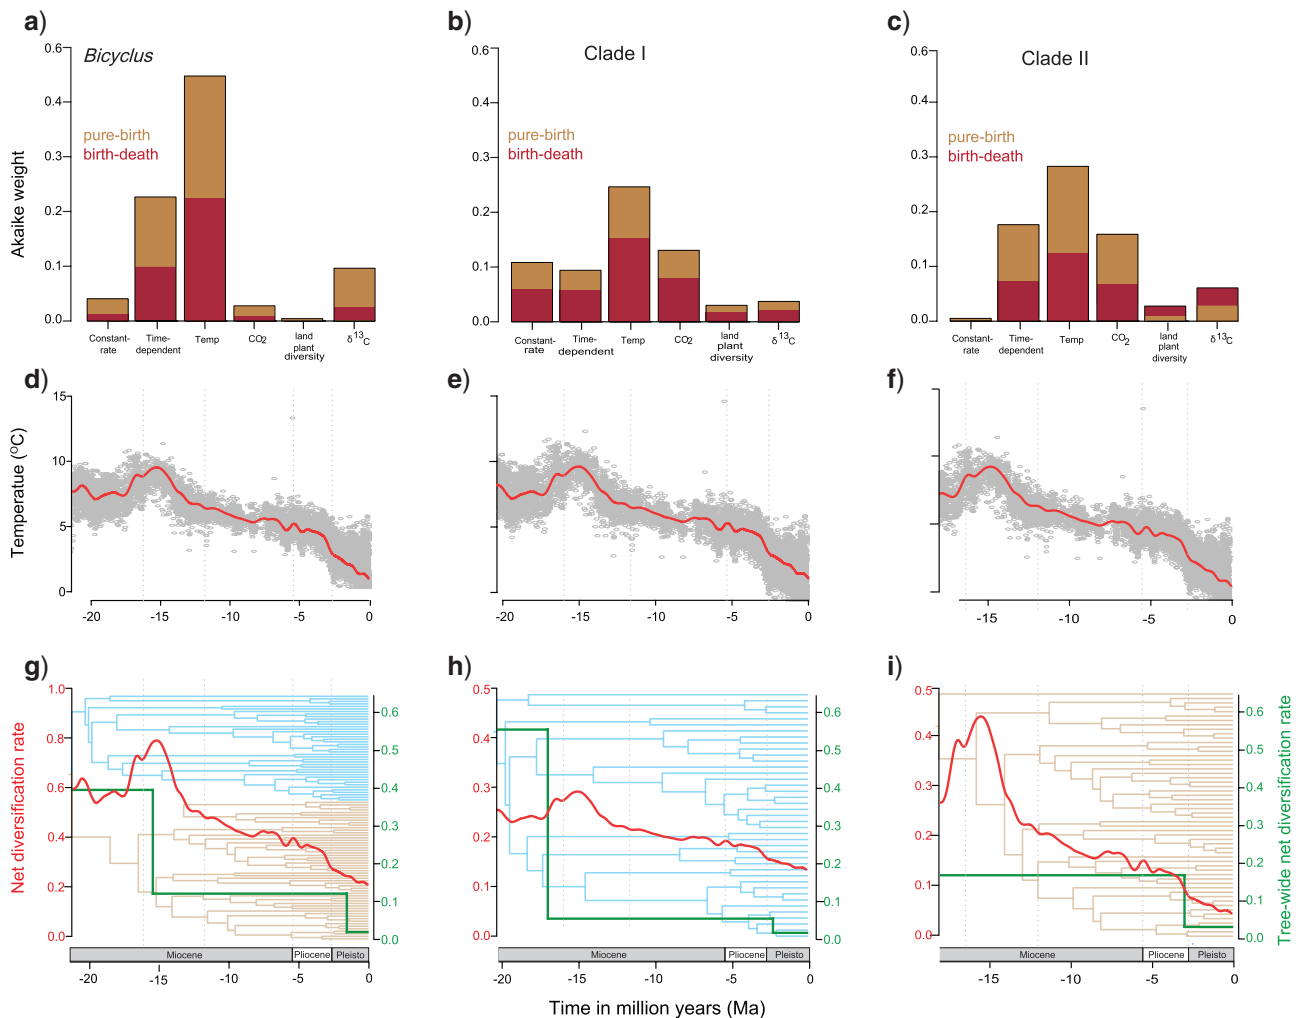 a)
Bicyclus
Akaike weight
0.6
0.4
0.3
0.2
0.1
0.0
pure-birth
birth-death
Constant-
rate
Time-
dependent
Temp
CO2
land
plant
diversity
δ13C
b)
Clade I
0.6
0.4
0.3
0.2
0.1
0.0
pure-birth
birth-death
Constant-
rate
Time-
dependent
Temp
CO2
land
plant
diversity
δ13C
c)
Clade II
0.6
0.4
0.3
0.2
0.1
0.0
pure-birth
birth-death
Constant-
rate
Time-
dependent
Temp
CO2
land
plant
diversity
δ13C
d)
Temperatue (oC)
15
10
5
0
-20
-15
-10
-5
0
e)
-20
-15
-10
-5
0
f)
-15
-10
-5
0
g)
Net diversification rate
1.0
0.8
0.6
0.4
0.2
0.0
0.6
0.5
0.4
0.3
0.2
0.1
0.0
Miocene
Pliocene
Pleisto
-20
-15
-10
-5
0
h)
0.5
0.4
0.3
0.2
0.1
0.0
0.6
0.5
0.4
0.3
0.2
0.1
0.0
Miocene
Pliocene
Pleisto
-20
-15
-10
-5
0
i)
0.5
0.4
0.3
0.2
0.1
0.0
0.6
0.5
0.4
0.3
0.2
0.1
0.0
Tree-wide net diversification rate
Miocene
Pliocene
Pleisto
-15
-10
-5
0
Time in million years (Ma)